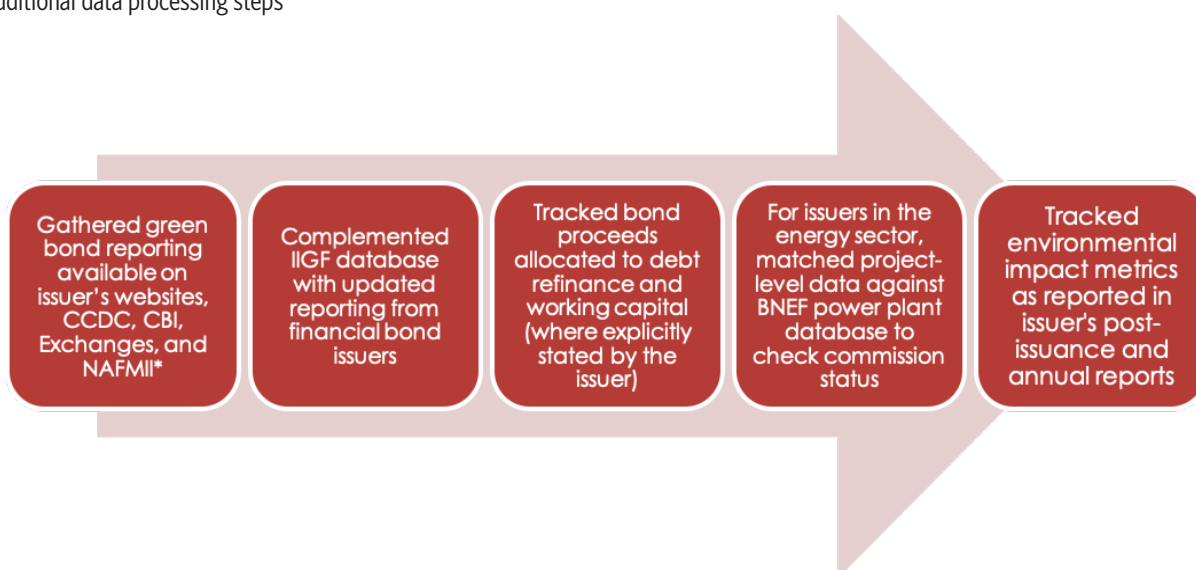 dditional data processing steps
Gathered green
bond reporting
available on
issuer's websites,
CCDC, CBI,
Exchanges, and
NAFMII*
Complemented
IIGF database
with updated
reporting from
financial bond
issuers
Tracked bond
proceeds
allocated to debt
refinance and
working capital
(where explicitly
stated by the
issuer)
For issuers in the
energy sector,
matched project-
level data against
BNEF power plant
database to
check commission
status
Tracked
environmental
impact metrics
as reported in
issuer's post-
issuance and
annual reports